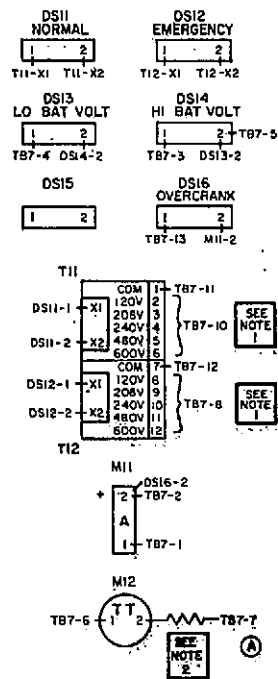 DS11 DS12
NORMAL EMERGENCY
1 2 1 2
T11-X1 T11-X2 T12-X1 T12-X2
DS13 DS14
LO BAT VOLT HI BAT VOLT
1 2 1 2 TB7-5
TB7-4 DS14-2 TB7-3 DS13-2
DS15 DS16
OVERCRANK
1 2 1 2
TB7-13 M11-2
T11
COM 1 TB7-11
120V 2
DS11-1 X1 208V 3
240V 4 TB7-10 SEE NOTE 1
DS11-2 X2 480V 5
600V 6
COM 7 TB7-12
DS12-1 X1 120V 8
208V 9 TB7-8 SEE NOTE 1
DS12-2 X2 240V 10
480V 11
600V 12
T12
M11
DS16-2
+ 2 TB7-2
A
1 TB7-1
M12
TT
TB7-6 1 2 TB7-7
SEE NOTE 2 A